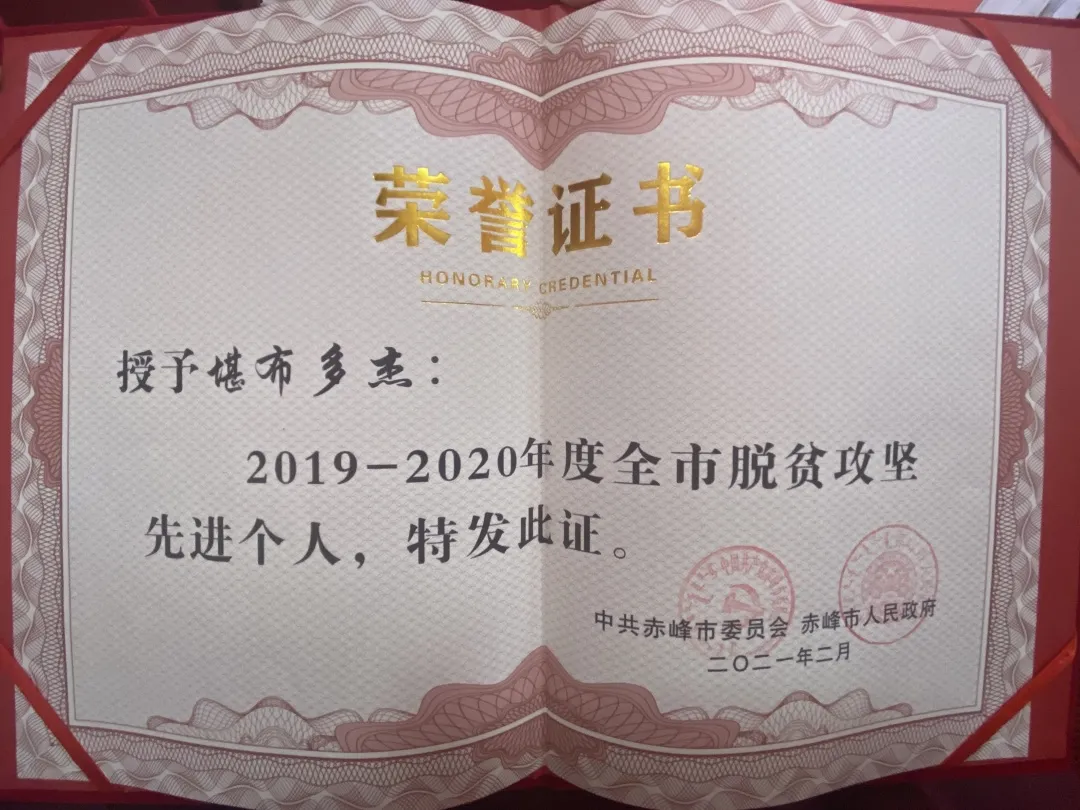 荣誉证书
HONORARY CREDENTIAL
授予堪布多杰：
2019-2020年度全市脱贫攻坚
先进个人，特发此证。
中共赤峰市委员会 赤峰市人民政府
二〇二一年二月